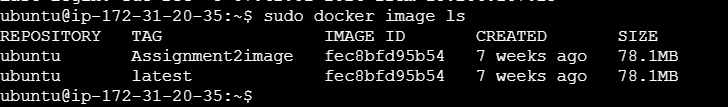 ubuntu@ip-172-31-20-35:~$ sudo docker image ls
REPOSITORY   TAG                IMAGE ID       CREATED       SIZE
ubuntu       Assignment2image   fec8bfd95b54   7 weeks ago   78.1MB
ubuntu       latest             fec8bfd95b54   7 weeks ago   78.1MB
ubuntu@ip-172-31-20-35:~$